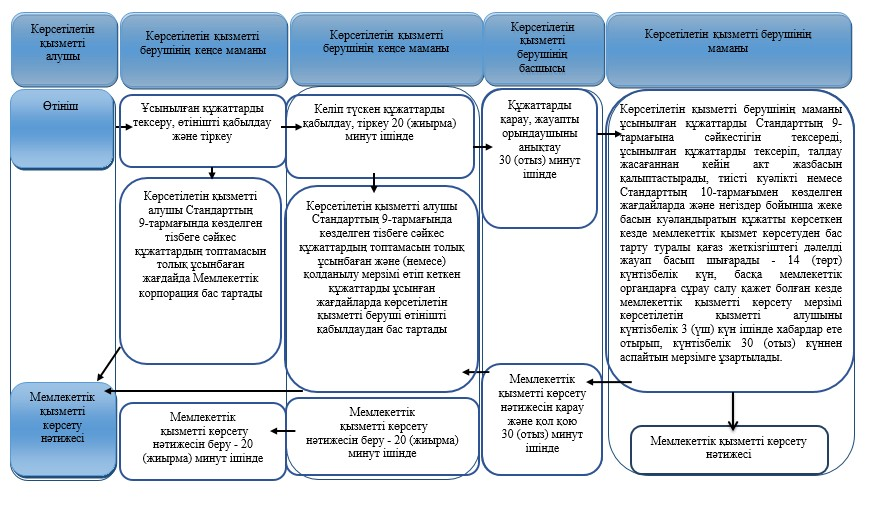 Көрсетілетін
қызметті
алушы
Көрсетілетін қызметті
берушінің кеңсе маманы
Көрсетілетін қызметті
берушінің кеңсе маманы
Көрсетілетін
қызметті
берушінің
басшысы
Көрсетілетін қызметті берушінің
маманы
Өтініш
Ұсынылған құжаттарды
тексеру, өтінішті қабылдау
және тіркеу
Келіп түскен құжаттарды
қабылдау, тіркеу 20 (жиырма)
минут ішінде
Құжаттарды
қарау, жауапты
орындаушыны
анықтау
30 (отыз) минут
ішінде
Көрсетілетін қызметті берушінің маманы
ұсынылған құжаттарды Стандарттың 9-
тармағына сәйкестігін тексереді,
ұсынылған құжаттарды тексеріп, талдау
жасағаннан кейін акт жазбасын
қалыптастырады, тиісті куәлікті немесе
Стандарттың 10-тармағымен көзделген
жағдайларда және негіздер бойынша жеке
басын куәландыратын құжатты көрсеткен
кезде мемлекеттік қызмет көрсетуден бас
тарту туралы қағаз жеткізгіштегі дәлелді
жауап басып шығарады - 14 (төрт)
күнтізбелік күн, басқа мемлекеттік
органдарға сұрау салу қажет болған кезде
мемлекеттік қызметті көрсету мерзімі
көрсетілетін қызметті алушыны
күнтізбелік 3 (үш) күн ішінде хабардар ете
отырып, күнтізбелік 30 (отыз) күннен
аспайтын мерзімге ұзартылады.
Көрсетілетін қызметті
алушы Стандарттың
9-тармағында көзделген
тізбеге сәйкес
құжаттардың топтамасын
толық ұсынбаған
жағдайда Мемлекеттік
корпорация бас тартады
Көрсетілетін қызметті алушы
Стандарттың 9-тармағында
көзделген тізбеге сәйкес
құжаттардың топтамасын толық
ұсынбаған және (немесе)
қолданылу мерзімі өтіп кеткен
құжаттарды ұсынған
жағдайларда көрсетілетін
қызметті беруші өтінішті
қабылдаудан бас тартады
Мемлекеттік
қызметті
көрсету
нәтижесі
Мемлекеттік
қызметті көрсету
нәтижесін беру - 20
(жиырма) минут ішінде
Мемлекеттік
қызметті көрсету
нәтижесін беру - 20 (жиырма)
минут ішінде
Мемлекеттік
қызметті көрсету
нәтижесін қарау
және қол қою
30 (отыз) минут
ішінде
Мемлекеттік қызметті көрсету
нәтижесі